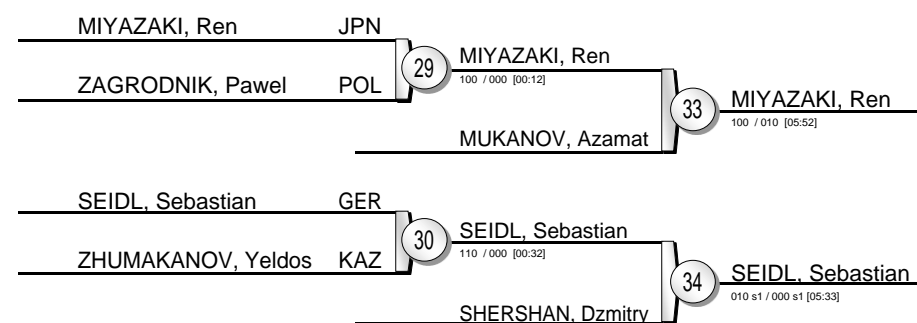 MIYAZAKI, Ren JPN
ZAGRODNIK, Pawel POL
29
MIYAZAKI, Ren
100 / 000 [00:12]
MUKANOV, Azamat
33
MIYAZAKI, Ren
100 / 010 [05:52]
SEIDL, Sebastian GER
ZHUMAKANOV, Yeldos KAZ
30
SEIDL, Sebastian
110 / 000 [00:32]
SHERSHAN, Dzmitry
34
SEIDL, Sebastian
010 s1 / 000 s1 [05:33]